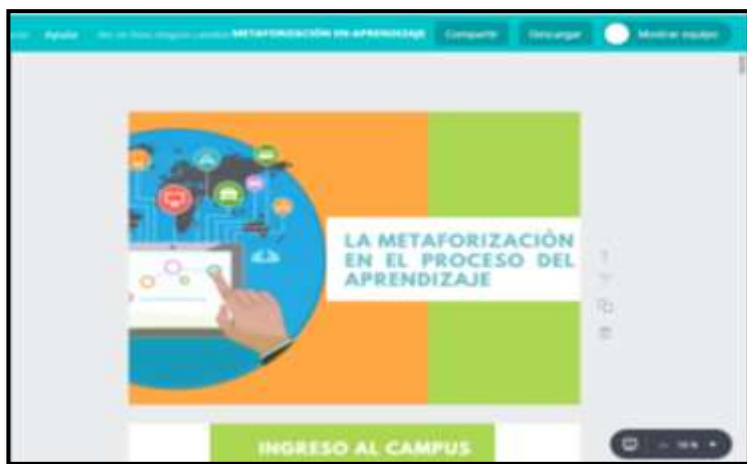 Ayuda METAFORIZACIÓN EN APRENDIZAJE Compartir Descargar Mostrar equipo
LA METAFORIZACIÓN
EN EL PROCESO DEL
APRENDIZAJE
INGRESO AL CAMPUS